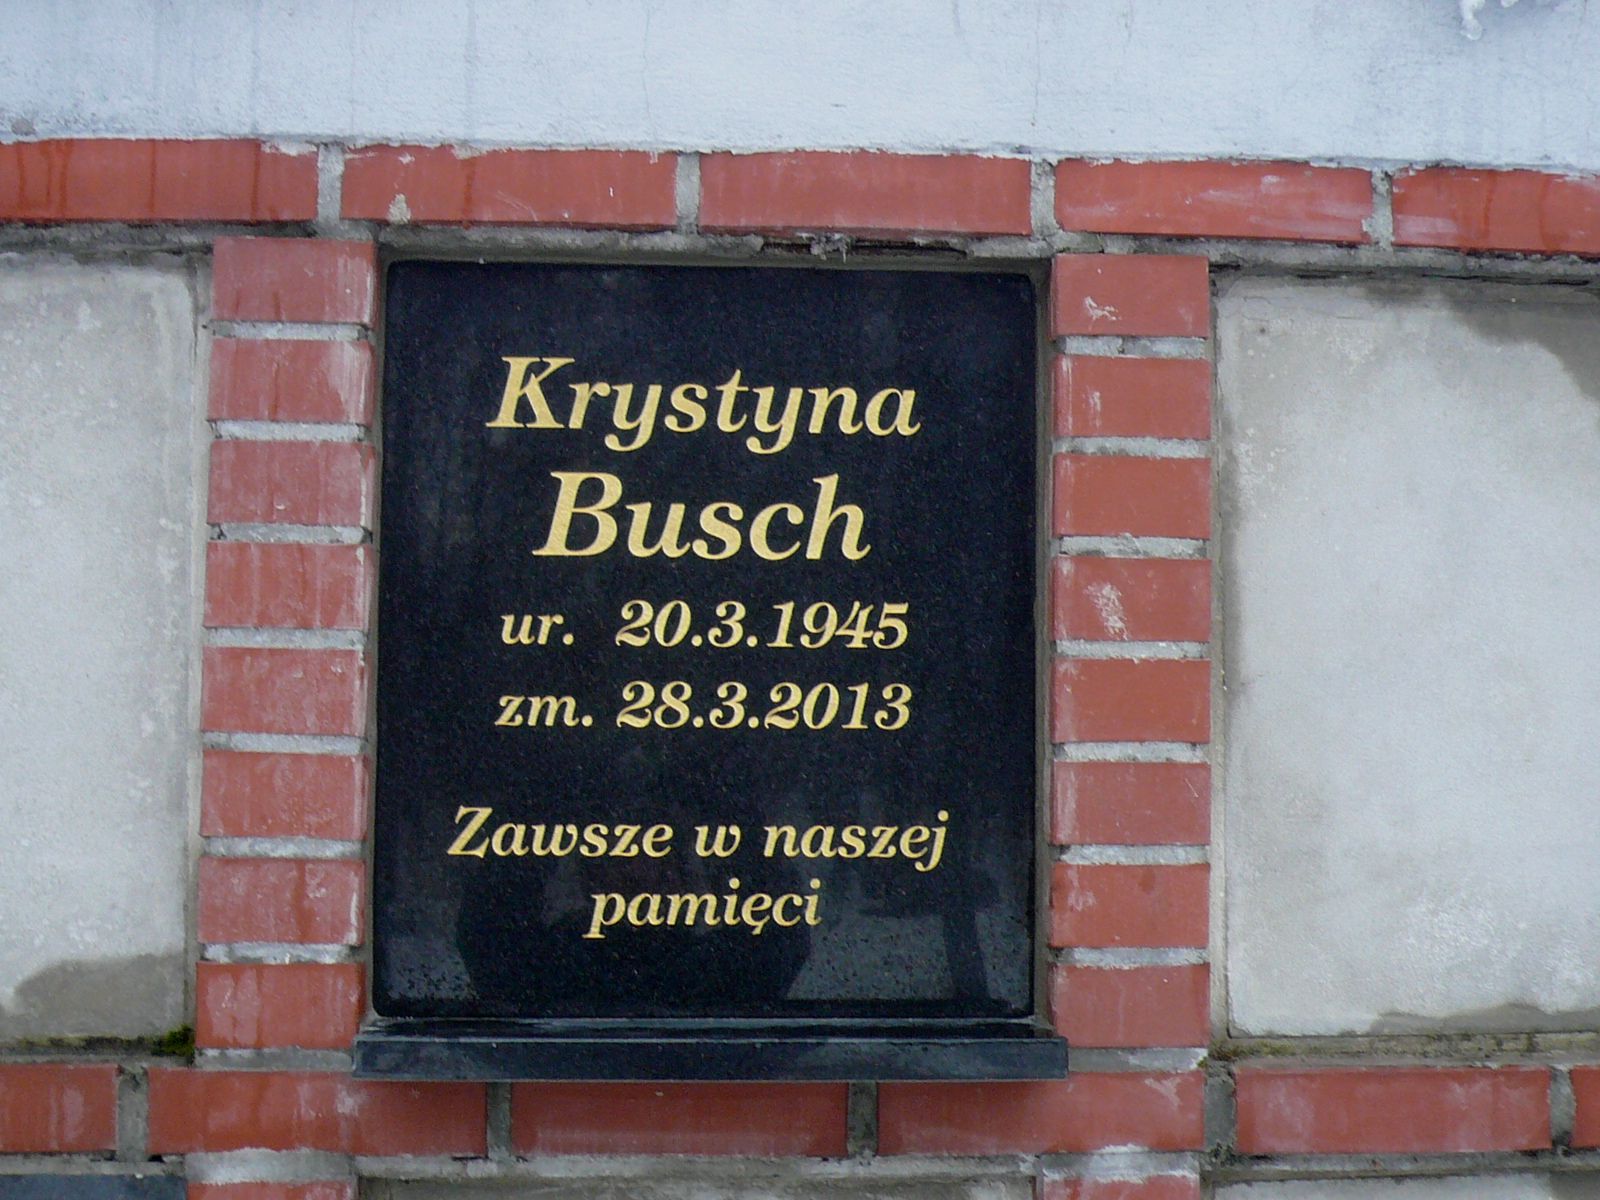 Krystyna
Busch
ur. 20.3.1945
zm. 28.3.2013
Zawsze w naszej
pamięci